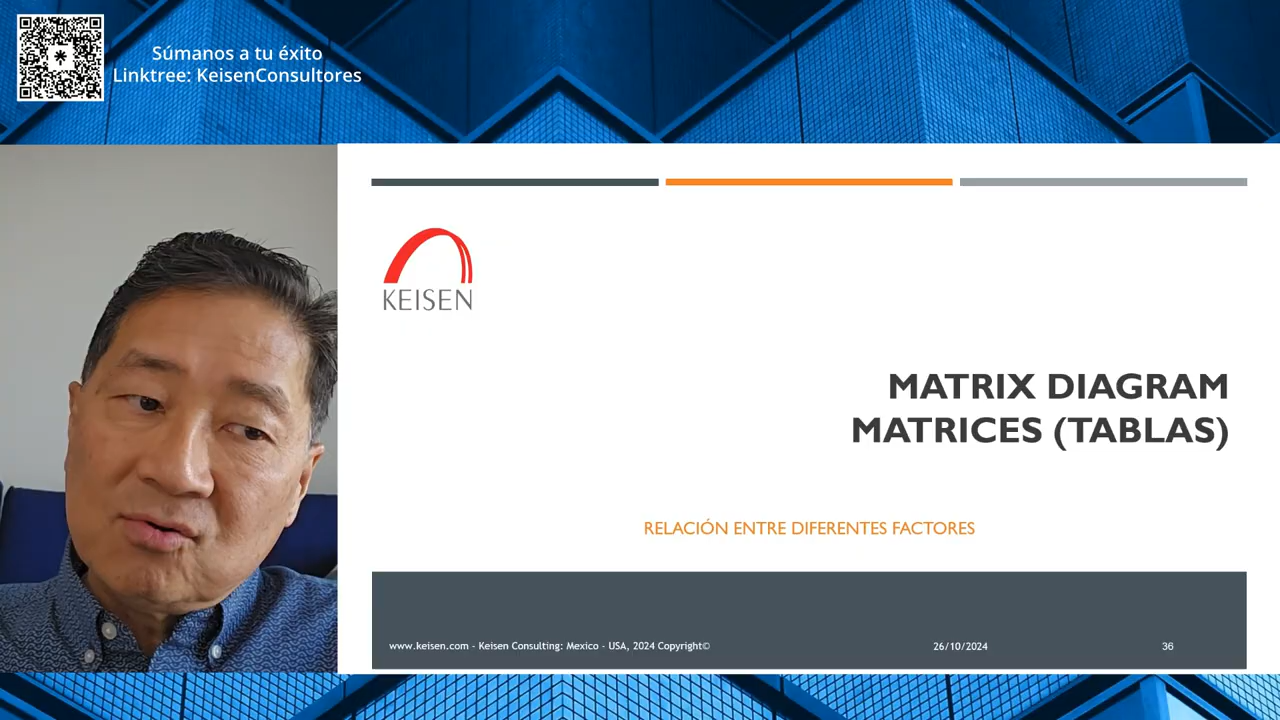 Súmanos a tu éxito
Linktree: KeisenConsultores
KEISEN
MATRIX DIAGRAM
MATRICES (TABLAS)
RELACIÓN ENTRE DIFERENTES FACTORES
www.keisen.com - Keisen Consulting: Mexico - USA, 2024 Copyright©
26/10/2024
36